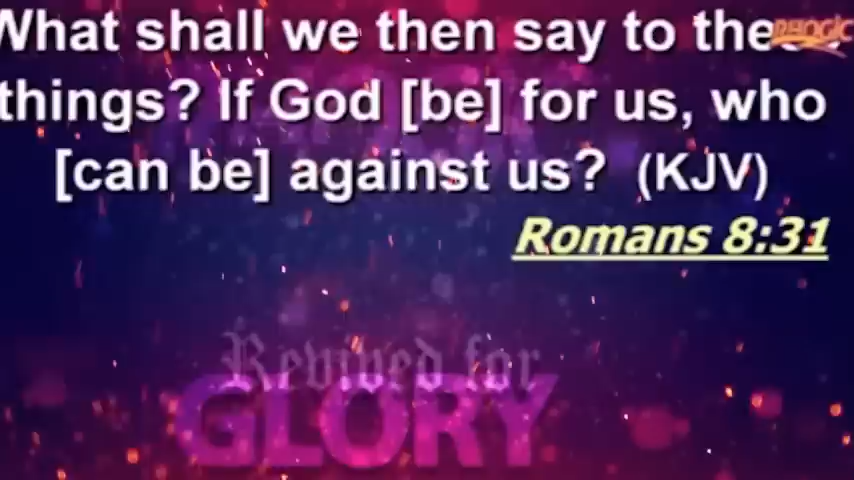 What shall we then say to the
things? If God [be] for us, who
[can be] against us? (KJV)
Romans 8:31
Revived for
GLORY